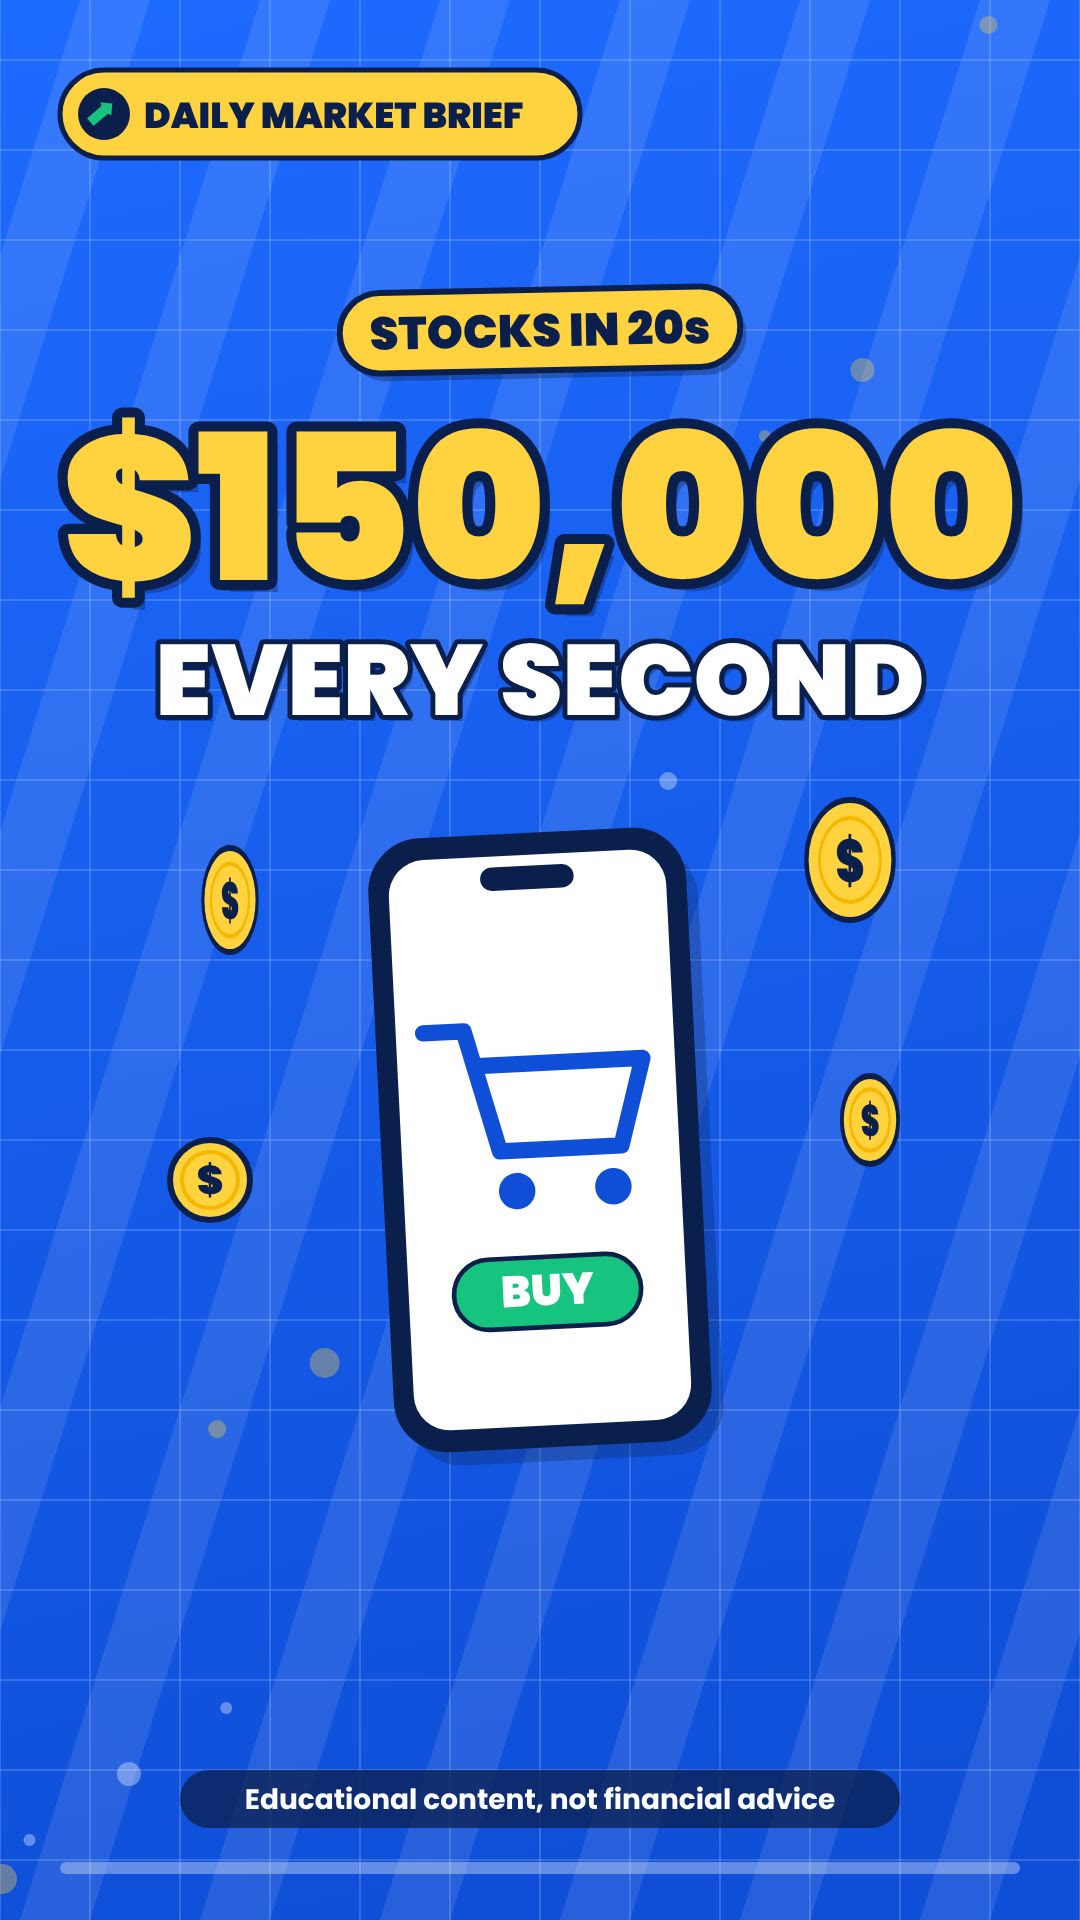 DAILY MARKET BRIEF
STOCKS IN 20s
$150,000
EVERY SECOND
$
$
$
$
BUY
Educational content, not financial advice